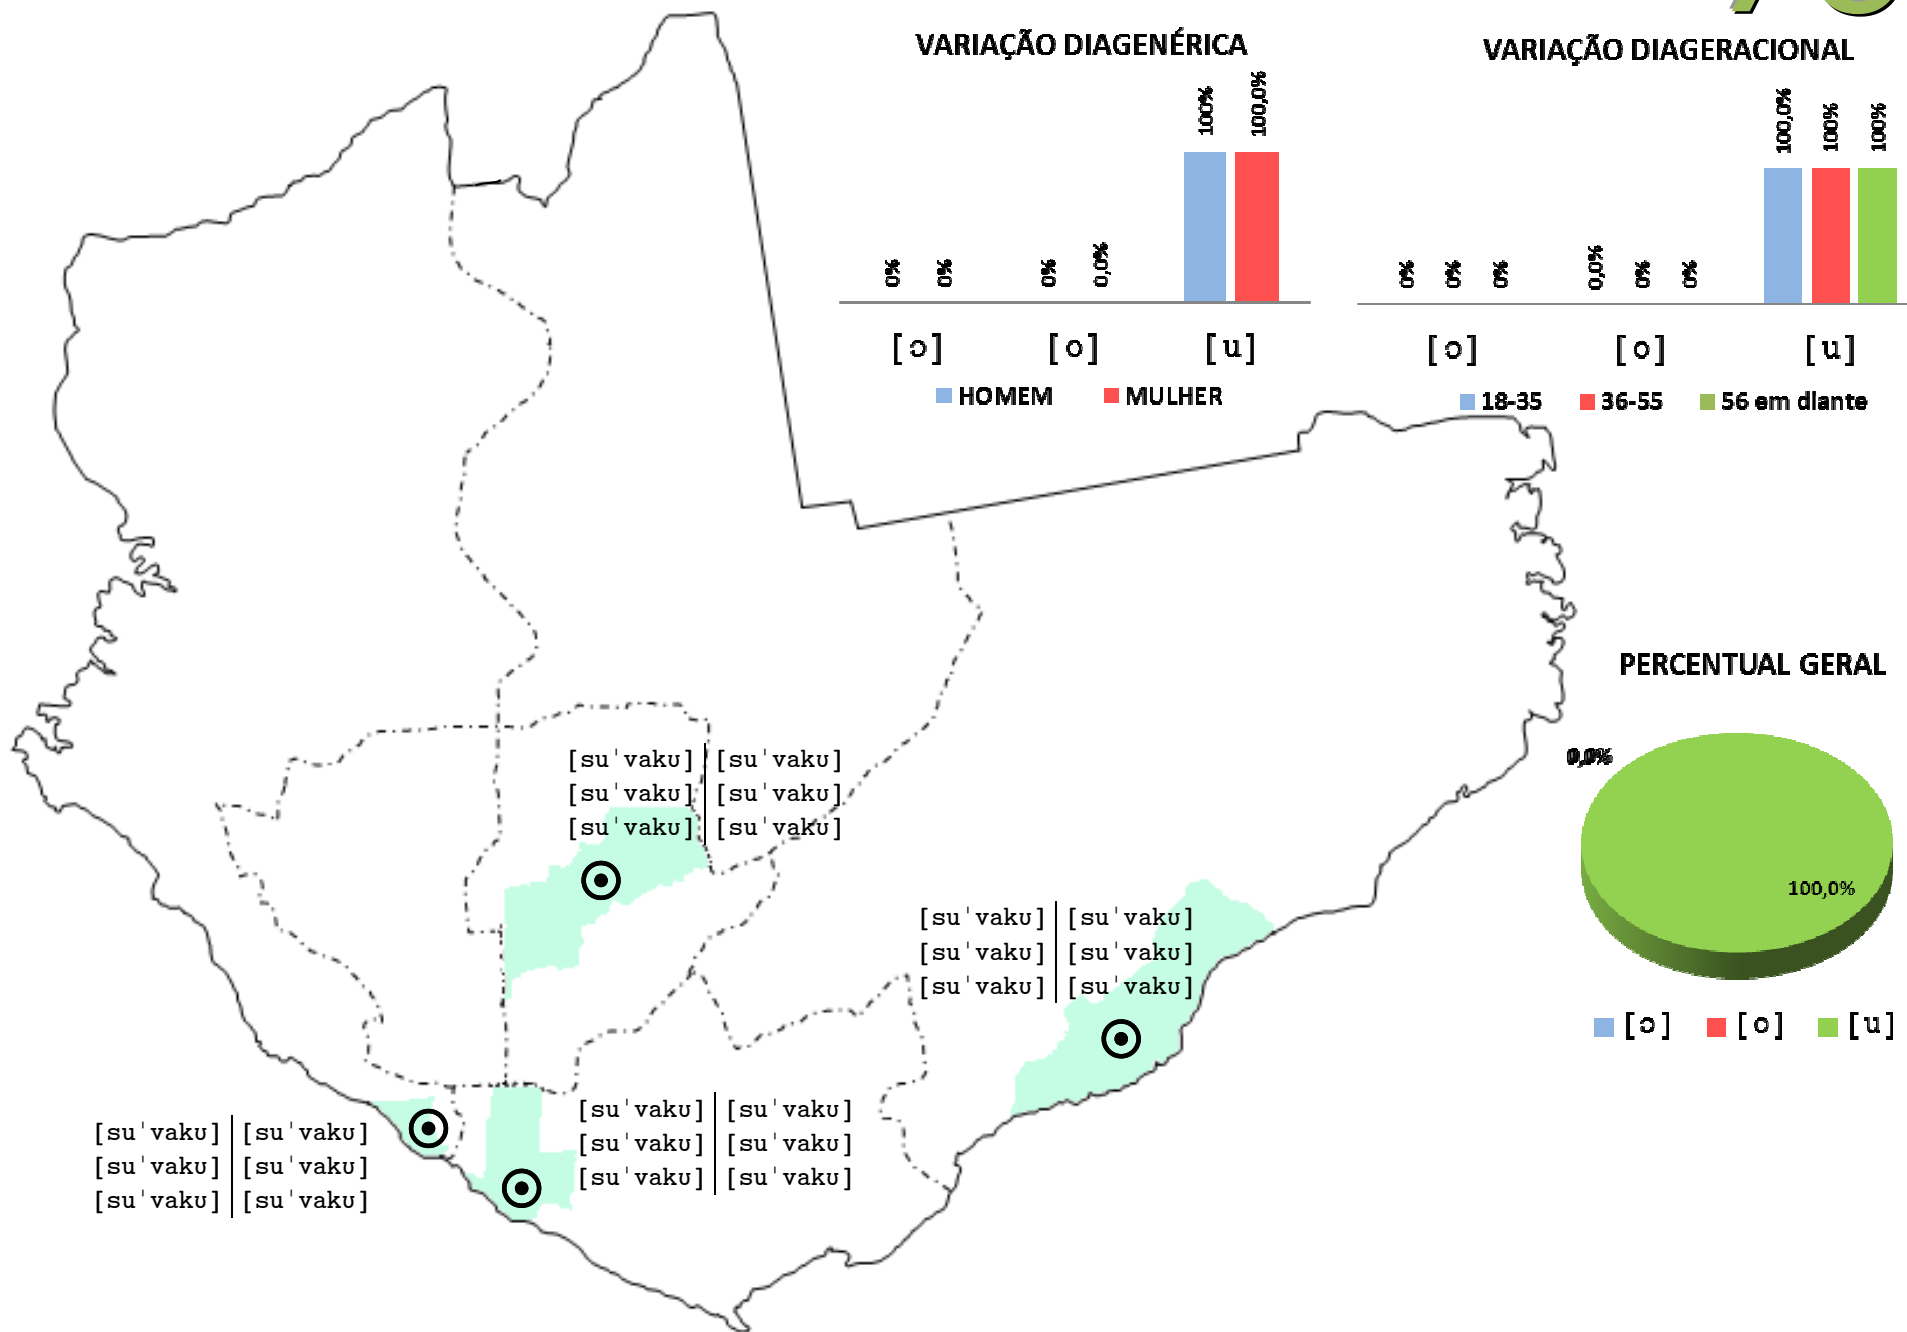 VARIAÇÃO DIAGENÉRICA
0% 0% 0% 0,0% 100% 100,0%
[ɔ] [o] [u]
HOMEM MULHER
VARIAÇÃO DIAGERACIONAL
0% 0% 0% 0,0% 0% 0% 100,0% 100% 100%
[ɔ] [o] [u]
18-35 36-55 56 em diante
PERCENTUAL GERAL
100,0%
[ɔ] [o] [u]
[suˈvakʊ] [suˈvakʊ]
[suˈvakʊ] [suˈvakʊ]
[suˈvakʊ] [suˈvakʊ]
[suˈvakʊ] [suˈvakʊ]
[suˈvakʊ] [suˈvakʊ]
[suˈvakʊ] [suˈvakʊ]
[suˈvakʊ] [suˈvakʊ]
[suˈvakʊ] [suˈvakʊ]
[suˈvakʊ] [suˈvakʊ]
[suˈvakʊ] [suˈvakʊ]
[suˈvakʊ] [suˈvakʊ]
[suˈvakʊ] [suˈvakʊ]